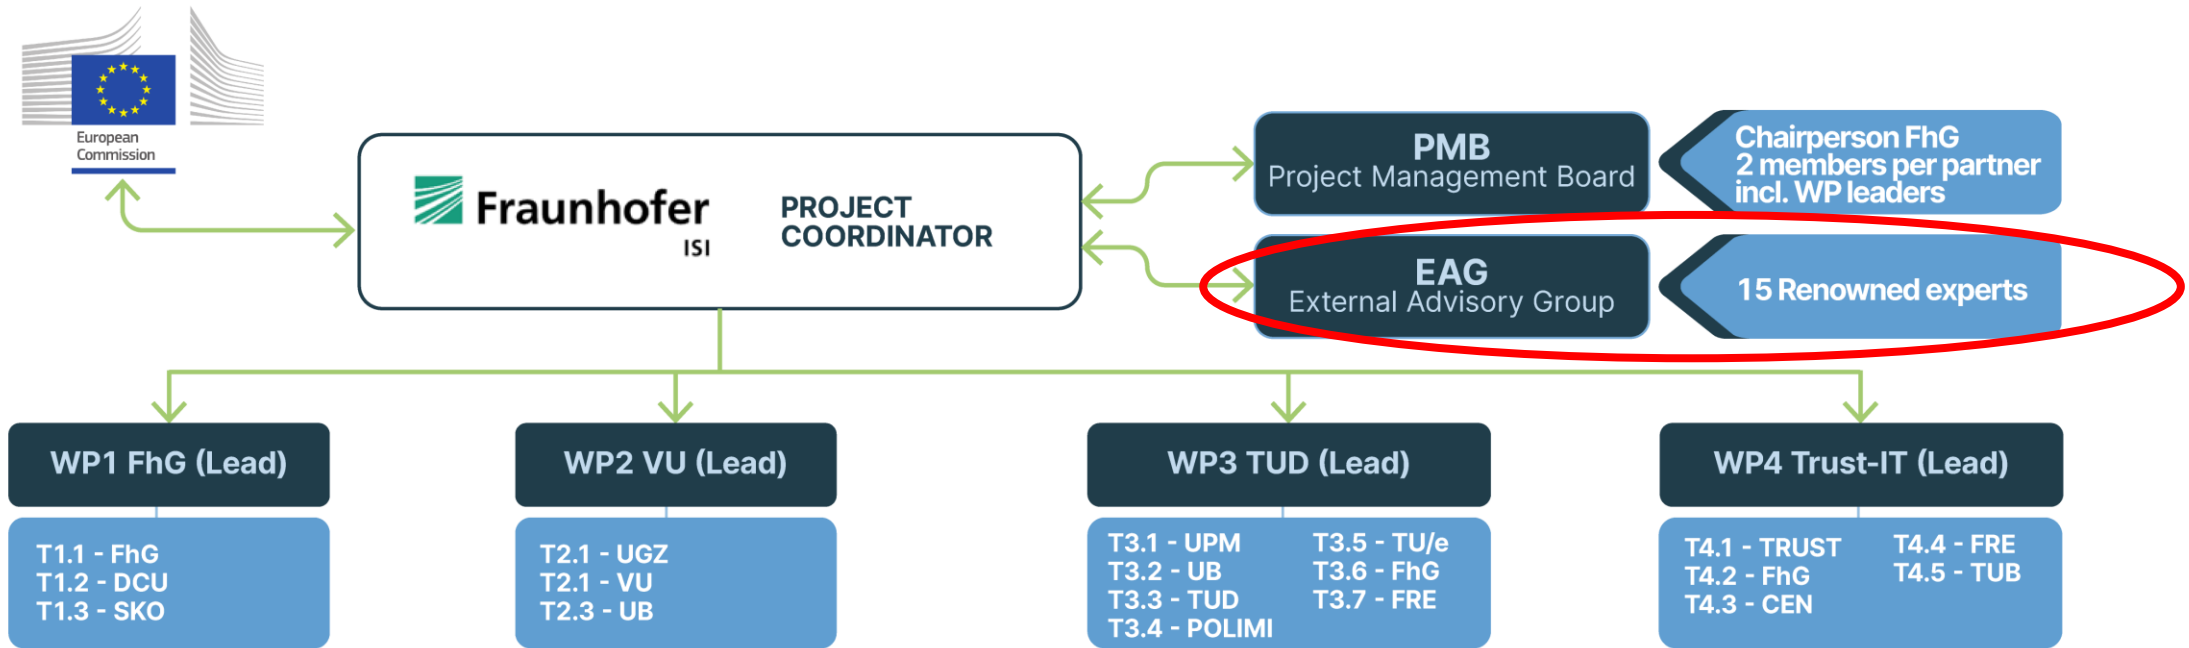 European
Commission
Fraunhofer
ISI
PROJECT
COORDINATOR
PMB
Project Management Board
Chairperson FhG
2 members per partner
incl. WP leaders
EAG
External Advisory Group
15 Renowned experts
WP1 FhG (Lead)
T1.1 - FhG
T1.2 - DCU
T1.3 - SKO
WP2 VU (Lead)
T2.1 - UGZ
T2.1 - VU
T2.3 - UB
WP3 TUD (Lead)
T3.1 - UPM
T3.2 - UB
T3.3 - TUD
T3.4 - POLIMI
T3.5 - TU/e
T3.6 - FhG
T3.7 - FRE
WP4 Trust-IT (Lead)
T4.1 - TRUST
T4.2 - FhG
T4.3 - CEN
T4.4 - FRE
T4.5 - TUB